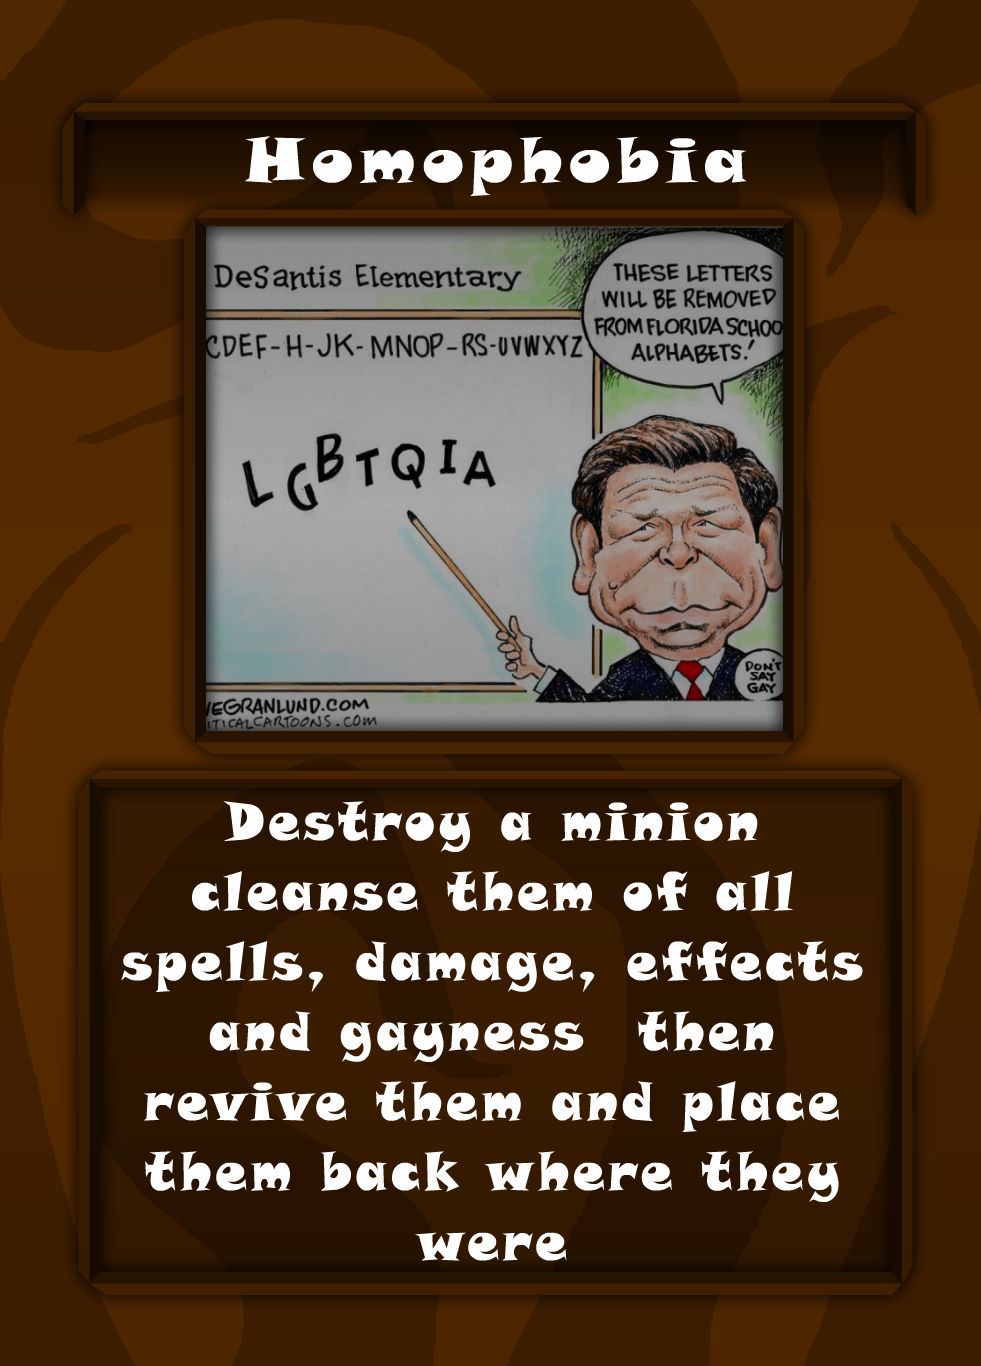 Homophobia
DeSantis Elementary
THESE LETTERS
WILL BE REMOVED
FROM FLORIDA SCHOO
ALPHABETS!
CDEF-H-JK-MNOP-RS-UVWXYZ
LGBTQIA
DON'T
SAT
GAY
VEGRANLUND.COM
ITICALCARTOONS.COM
Destroy a minion
cleanse them of all
spells, damage, effects
and gayness then
revive them and place
them back where they
were